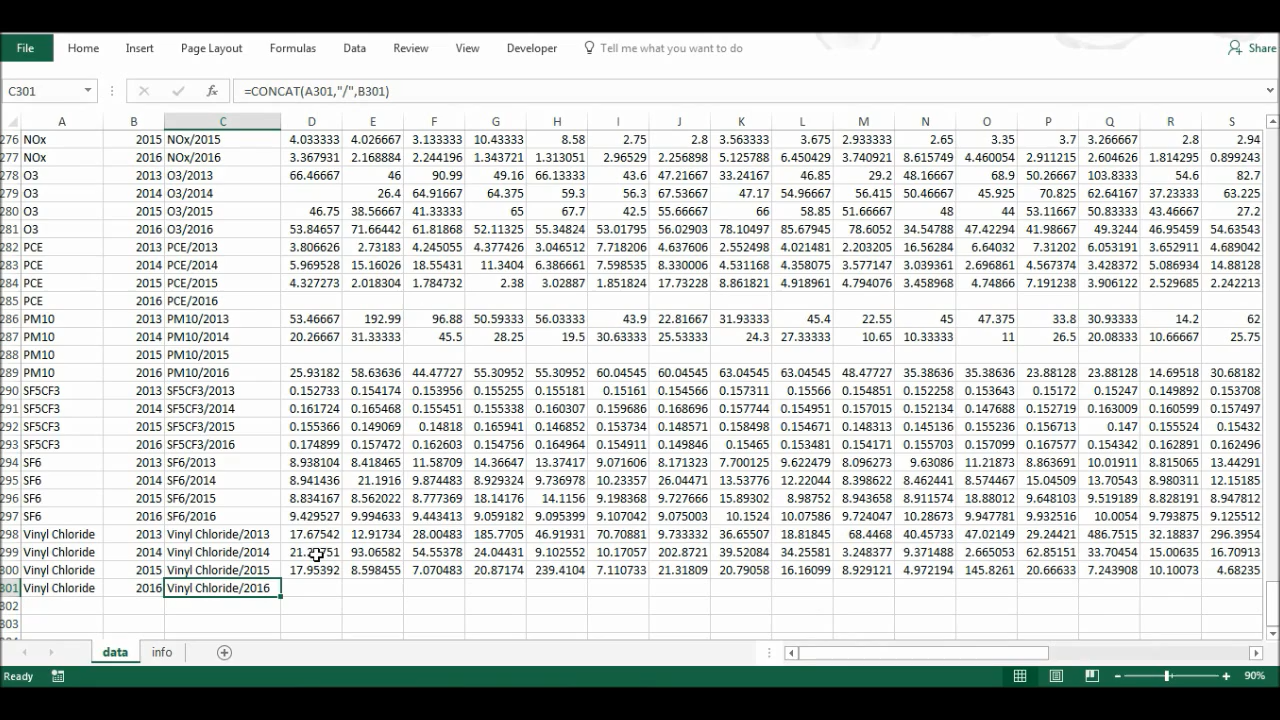 File Home Insert Page Layout Formulas Data Review View Developer Tell me what you want to do Share
C301 fx =CONCAT(A301,"/",B301)
A B C D E F G H I J K L M N O P Q R S
276 NOx 2015 NOx/2015 4.033333 4.026667 3.133333 10.43333 8.58 2.75 2.8 3.563333 3.675 2.933333 2.65 3.35 3.7 3.266667 2.8 2.94
277 NOx 2016 NOx/2016 3.367931 2.168884 2.244196 1.343721 1.313051 2.96529 2.256898 5.125788 6.450429 3.740921 8.615749 4.460054 2.911215 2.604626 1.814295 0.899243
278 O3 2013 O3/2013 66.46667 46 90.99 49.16 66.13333 43.6 47.21667 33.24167 46.85 29.2 48.16667 68.9 50.26667 103.8333 54.6 82.7
279 O3 2014 O3/2014 26.4 64.91667 64.375 59.3 56.3 67.53667 47.17 54.96667 56.415 50.46667 45.925 70.825 62.64167 37.23333 63.225
280 O3 2015 O3/2015 46.75 38.56667 41.33333 65 67.7 42.5 55.66667 66 58.85 51.66667 48 44 53.11667 50.83333 43.46667 27.2
281 O3 2016 O3/2016 53.84657 71.66442 61.81868 52.11325 55.34824 53.01795 56.02903 78.10497 85.67945 78.6052 34.54788 47.42294 41.98667 49.3244 46.95459 54.63543
282 PCE 2013 PCE/2013 3.806626 2.73183 4.245055 4.377426 3.046512 7.718206 4.637606 2.552498 4.021481 2.203205 16.56284 6.64032 7.31202 6.053191 3.652911 4.689042
283 PCE 2014 PCE/2014 5.969528 15.16026 18.55431 11.3404 6.386661 7.598535 8.330006 4.531168 4.358075 3.577147 3.039361 2.696861 4.567374 3.428372 5.086934 14.88128
284 PCE 2015 PCE/2015 4.327273 2.018304 1.784732 2.38 3.02887 1.851824 17.73228 8.861821 4.918961 4.794076 3.458968 4.74866 7.191238 3.906122 2.529685 2.242213
285 PCE 2016 PCE/2016
286 PM10 2013 PM10/2013 53.46667 192.99 96.88 50.59333 56.03333 43.9 22.81667 31.93333 45.4 22.55 45 47.375 33.8 30.93333 14.2 62
287 PM10 2014 PM10/2014 20.26667 31.33333 45.5 28.25 19.5 30.63333 25.53333 24.3 27.33333 10.65 10.33333 11 26.5 20.08333 10.66667 25.75
288 PM10 2015 PM10/2015
289 PM10 2016 PM10/2016 25.93182 58.63636 44.47727 55.30952 55.30952 60.04545 60.04545 63.04545 63.04545 48.47727 35.38636 35.38636 23.88128 23.88128 14.69518 30.68182
290 SF5CF3 2013 SF5CF3/2013 0.152733 0.154174 0.153956 0.155255 0.155181 0.15161 0.154566 0.157311 0.15566 0.154851 0.152258 0.153643 0.15172 0.15247 0.149892 0.153708
291 SF5CF3 2014 SF5CF3/2014 0.161724 0.165468 0.155451 0.155338 0.160307 0.159686 0.168696 0.157744 0.154951 0.157015 0.152134 0.147688 0.152719 0.163009 0.160599 0.157497
292 SF5CF3 2015 SF5CF3/2015 0.155366 0.149069 0.14818 0.165941 0.146852 0.153734 0.148571 0.158498 0.154671 0.148313 0.145136 0.155236 0.156713 0.147 0.155524 0.15432
293 SF5CF3 2016 SF5CF3/2016 0.174899 0.157472 0.162603 0.154756 0.164964 0.154911 0.149846 0.15465 0.153481 0.154171 0.155703 0.157099 0.167577 0.154342 0.162891 0.162496
294 SF6 2013 SF6/2013 8.938104 8.418465 11.58709 14.36647 13.37417 9.071606 8.171323 7.700125 9.622479 8.096273 9.63086 11.21873 8.863691 10.01911 8.815065 13.44291
295 SF6 2014 SF6/2014 8.941436 21.1916 9.874483 8.929324 9.736978 10.23357 26.04471 13.53776 12.22044 8.398622 8.462441 8.574467 15.04509 13.70541 8.980311 12.15185
296 SF6 2015 SF6/2015 8.834167 8.562022 8.777369 18.14176 14.1156 9.198368 9.727666 15.89302 8.98752 8.943658 8.911574 18.88012 9.648103 9.519189 8.828191 8.947812
297 SF6 2016 SF6/2016 9.429527 9.994633 9.443413 9.059182 9.095399 9.107042 9.075003 10.1524 10.07586 9.724047 10.28673 9.947781 9.932518 10.0054 9.793798 9.125512
298 Vinyl Chloride 2013 Vinyl Chloride/2013 17.67542 12.91734 28.00483 185.7705 46.91931 70.70881 9.733332 36.65507 18.81845 68.4468 40.45733 47.02149 29.24421 486.7515 32.18837 296.3954
299 Vinyl Chloride 2014 Vinyl Chloride/2014 93.06582 54.55378 24.04431 9.102552 10.17057 202.8721 39.52084 34.25581 3.248377 9.371488 2.665053 62.85151 33.70454 15.00635 16.70913
300 Vinyl Chloride 2015 Vinyl Chloride/2015 17.95392 8.598455 7.070483 20.87174 239.4104 7.110733 21.31809 20.79258 16.16099 8.929121 4.972194 145.8261 20.66633 7.243908 10.10073 4.68235
301 Vinyl Chloride 2016 Vinyl Chloride/2016
302
303
data info
Ready 90%